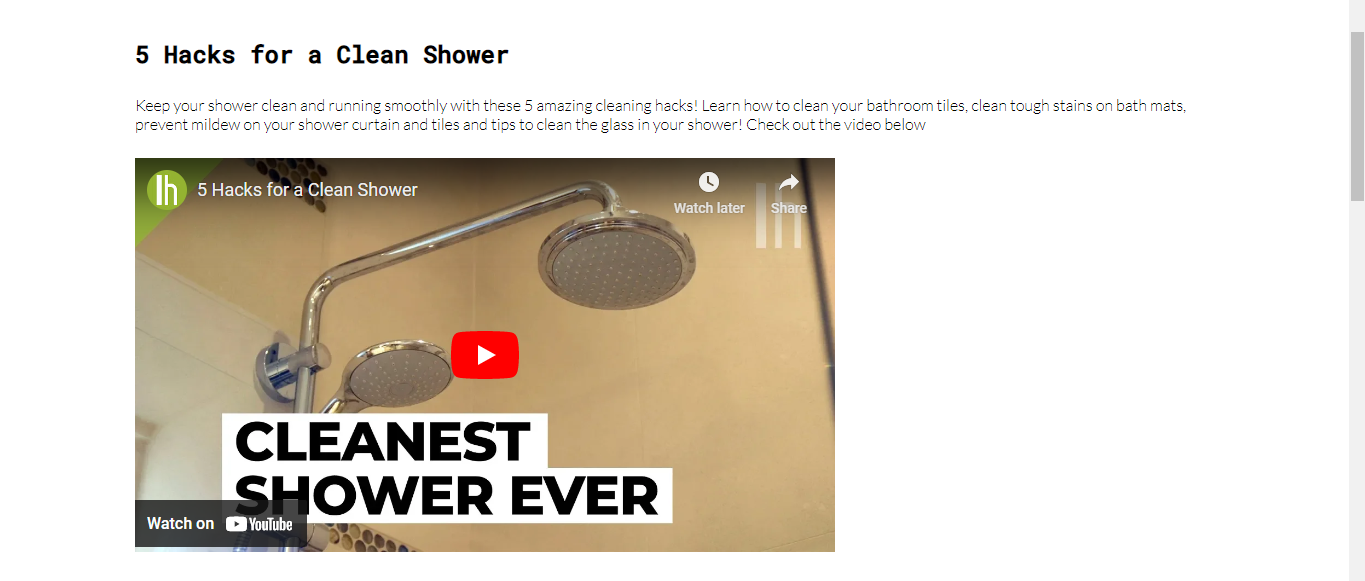 5 Hacks for a Clean Shower
Keep your shower clean and running smoothly with these 5 amazing cleaning hacks! Learn how to clean your bathroom tiles, clean tough stains on bath mats,
prevent mildew on your shower curtain and tiles and tips to clean the glass in your shower! Check out the video below
lh
5 Hacks for a Clean Shower
Watch later
Share
lh
CLEANEST
SHOWER EVER
Watch on YouTube